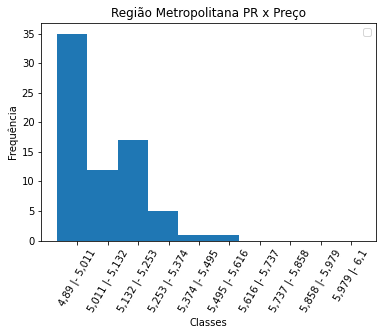 Região Metropolitana PR x Preço
Frequência
35
30
25
20
15
10
5
0
4,89 |- 5,011
5,011 |- 5,132
5,132 |- 5,253
5,253 |- 5,374
5,374 |- 5,495
5,495 |- 5,616
5,616 |- 5,737
5,737 |- 5,858
5,858 |- 5,979
5,979 |- 6,1
Classes